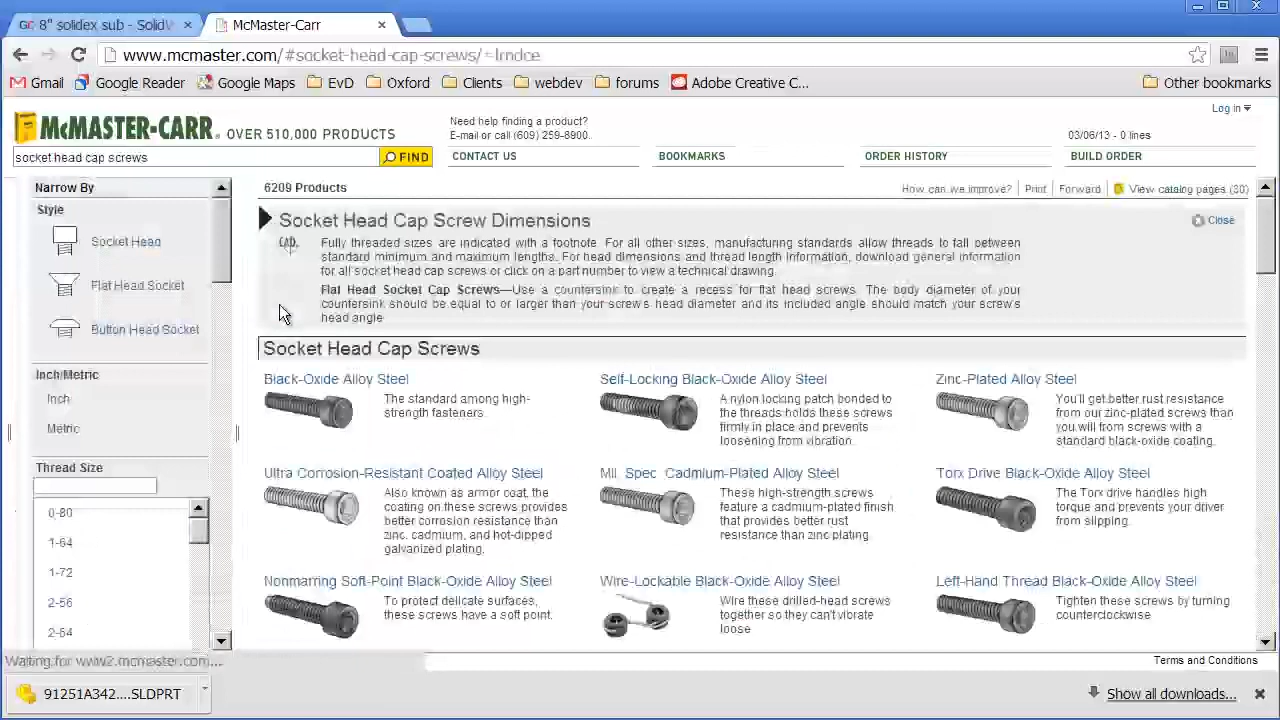 8" solidex sub - SolidW
McMaster-Carr
www.mcmaster.com/#socket-head-cap-screws/=lrndce
Gmail
Google Reader
Google Maps
EvD
Oxford
Clients
webdev
forums
Adobe Creative C...
Other bookmarks
Log in
McMASTER-CARR. OVER 510,000 PRODUCTS
Need help finding a product?
E-mail or call (609) 259-8900.
03/06/13 - 0 lines
socket head cap screws
FIND
CONTACT US
BOOKMARKS
ORDER HISTORY
BUILD ORDER
Narrow By
Style
Socket Head
Flat Head Socket
Button Head Socket
Inch/Metric
Inch
Metric
Thread Size
0-80
1-64
1-72
2-56
2-64
6209 Products
How can we improve?
Print
Forward
View catalog pages (30)
Socket Head Cap Screw Dimensions
Close
CAD
Fully threaded sizes are indicated with a footnote. For all other sizes, manufacturing standards allow threads to fall between
standard minimum and maximum lengths. For head dimensions and thread length information, download general information
for all socket head cap screws or click on a part number to view a technical drawing.
Flat Head Socket Cap Screws—Use a countersink to create a recess for flat head screws. The body diameter of your
countersink should be equal to or larger than your screw's head diameter and its included angle should match your screw's
head angle
Socket Head Cap Screws
Black-Oxide Alloy Steel
The standard among high-
strength fasteners.
Self-Locking Black-Oxide Alloy Steel
A nylon locking patch bonded to
the threads holds these screws
firmly in place and prevents
loosening from vibration.
Zinc-Plated Alloy Steel
You'll get better rust resistance
from our zinc-plated screws than
you will from screws with a
standard black-oxide coating.
Ultra Corrosion-Resistant Coated Alloy Steel
Also known as armor coat, the
coating on these screws provides
better corrosion resistance than
zinc, cadmium, and hot-dipped
galvanized plating.
Mil. Spec. Cadmium-Plated Alloy Steel
These high-strength screws
feature a cadmium-plated finish
that provides better rust
resistance than zinc plating
Torx Drive Black-Oxide Alloy Steel
The Torx drive handles high
torque and prevents your driver
from slipping.
Nonmarring Soft-Point Black-Oxide Alloy Steel
To protect delicate surfaces,
these screws have a soft point.
Wire-Lockable Black-Oxide Alloy Steel
Wire these drilled-head screws
together so they can't vibrate
loose
Left-Hand Thread Black-Oxide Alloy Steel
Tighten these screws by turning
counterclockwise
Waiting for www2.mcmaster.com...
Terms and Conditions
91251A342....SLDPRT
Show all downloads...